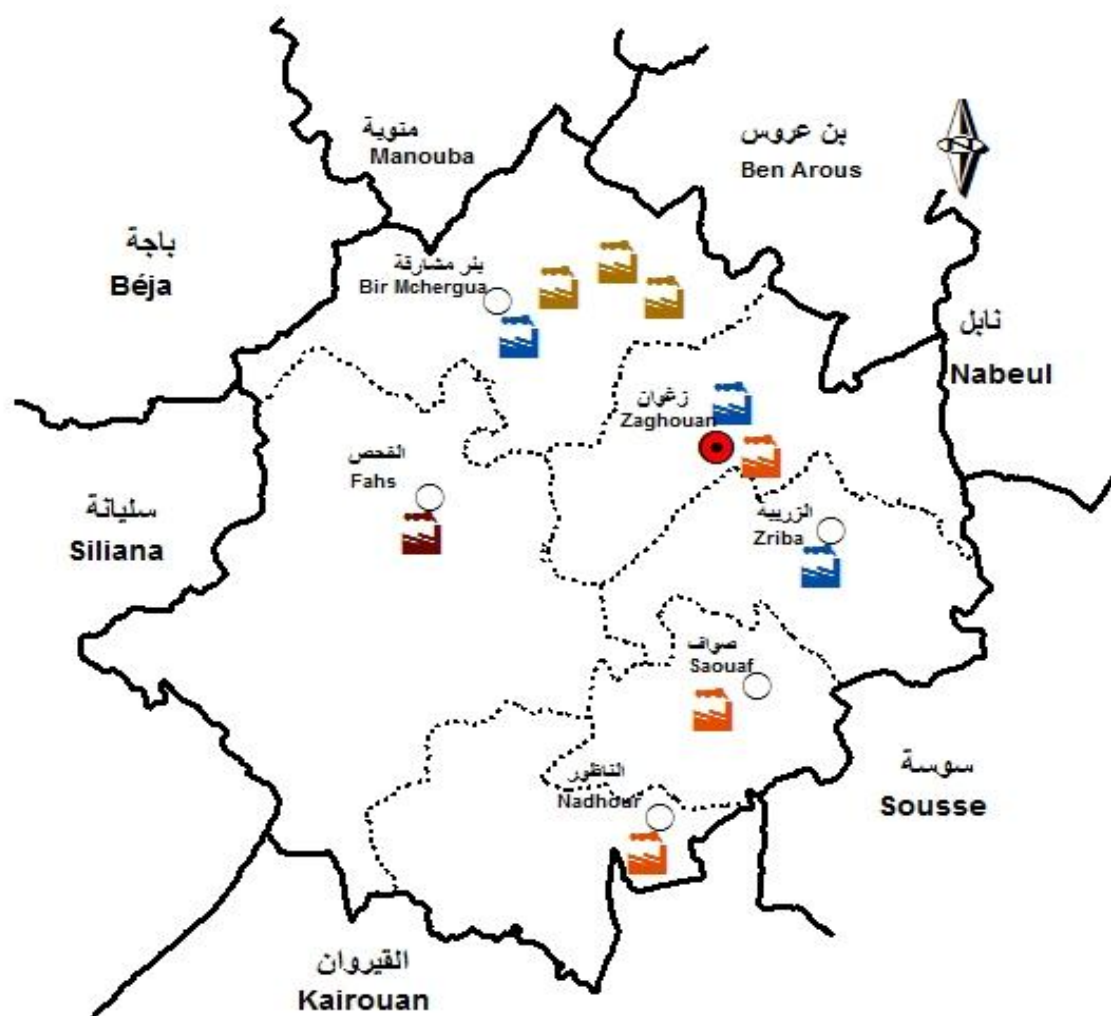 منوبة
Manouba
بن عروس
Ben Arous
N
باجة
Béja
بئر مشارقة
Bir Mchergua
نابل
Nabeul
زغوان
Zaghouan
الفحص
Fahs
سليانة
Siliana
الزريبة
Zriba
صواف
Saouaf
الناظور
Nadhour
سوسة
Sousse
القيروان
Kairouan